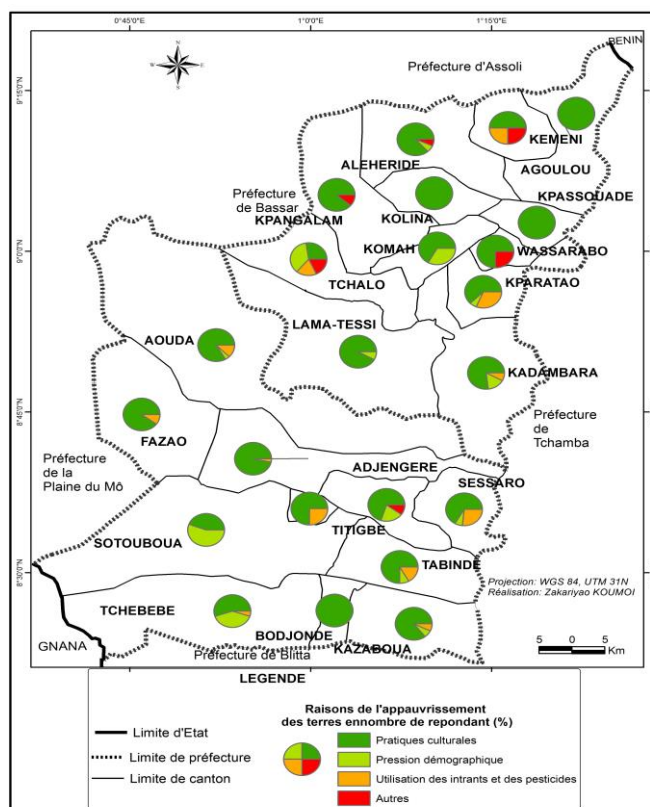 0°45'0"E 1°0'0"E 1°15'0"E
BENIN
N
Préfecture d'Assoli
9°15'0"N
KEMENI
ALEHERIDE
AGOULOU
Préfecture
de Bassar
KPASSOUADE
KPANGALAM
KOLINA
KOMAH
WASSARABO
9°0'0"N
TCHALO
KPARATAO
LAMA-TESSI
AOUDA
KADAMBARA
8°45'0"N
Préfecture
de
Tchamba
FAZAO
Préfecture
de la
Plaine du Mô
ADJENGERE
SESSARO
TITIGBE
SOTOUBOUA
8°30'0"N
TABINDE
Projection: WGS 84, UTM 31N
Réalisation: Zakariyao KOUMOI
TCHEBEBE
BODJONDE
KAZABOUA
GNANA
Préfecture de Blitta
5 0 5
Km
LEGENDE
Raisons de l'appauvrissement
des terres ennombre de repondant (%)
Limite d'Etat
Limite de préfecture
Limite de canton
Pratiques culturales
Pression démographique
Utilisation des intrants et des pesticides
Autres